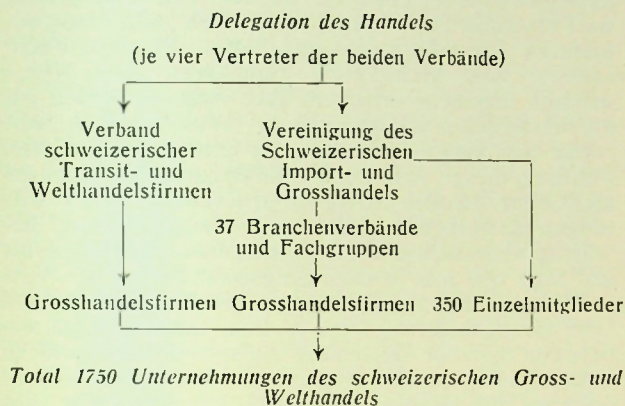 Delegation des Handels
(je vier Vertreter der beiden Verbände)
Verband
schweizerischer
Transit- und
Welthandelsfirmen
Vereinigung des
Schweizerischen
Import- und
Grosshandels
37 Branchenverbände
und Fachgruppen
Grosshandelsfirmen Grosshandelsfirmen 350 Einzelmitglieder
Total 1750 Unternehmungen des schweizerischen Gross- und
Welthandels